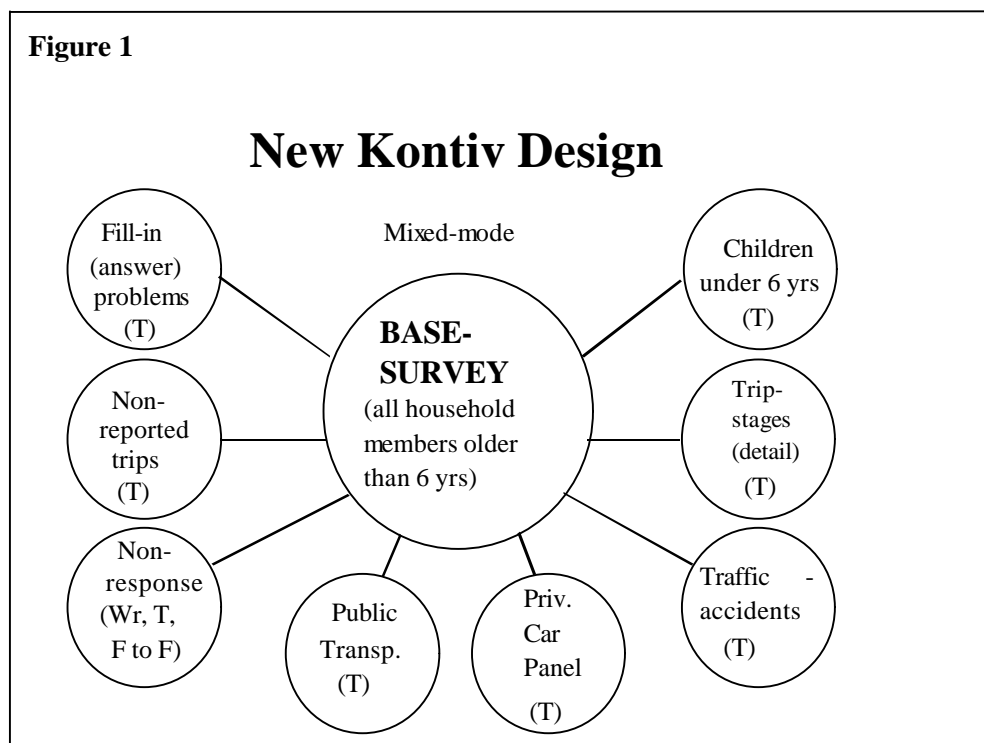 Figure 1
New Kontiv Design
Fill-in
(answer)
problems
(T)
Mixed-mode
Children
under 6 yrs
(T)
BASE-
SURVEY
(all household
members older
than 6 yrs)
Non-
reported
trips
(T)
Trip-
stages
(detail)
(T)
Non-
response
(Wr, T,
F to F)
Public
Transp.
(T)
Priv.
Car
Panel
(T)
Traffic -
accidents
(T)